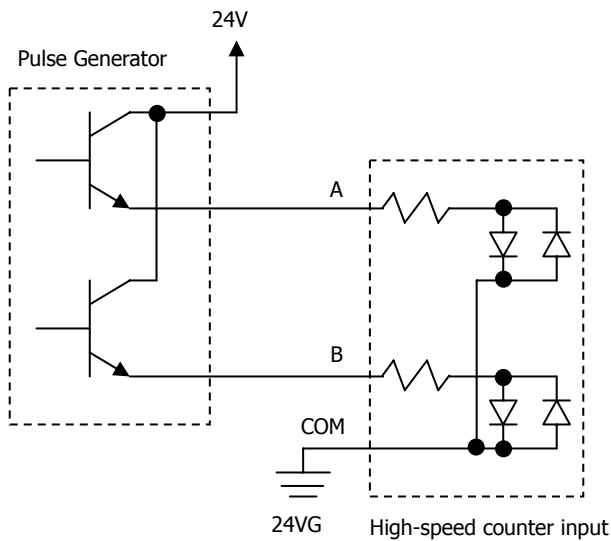 24V
Pulse Generator
A
B
COM
24VG
High-speed counter input